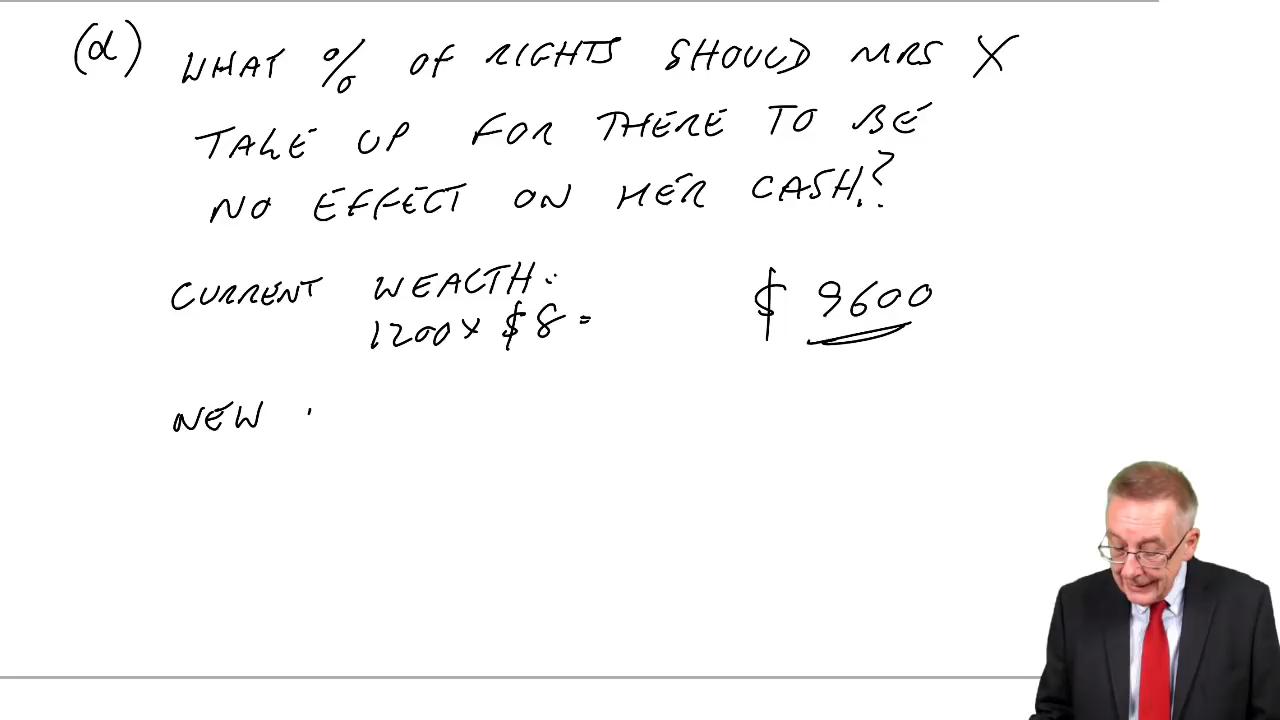 (d) WHAT % OF RIGHTS SHOULD MRS X
TAKE UP FOR THERE TO BE
NO EFFECT ON HER CASH?
CURRENT WEALTH:
1200 x $8 = $ 9600
NEW